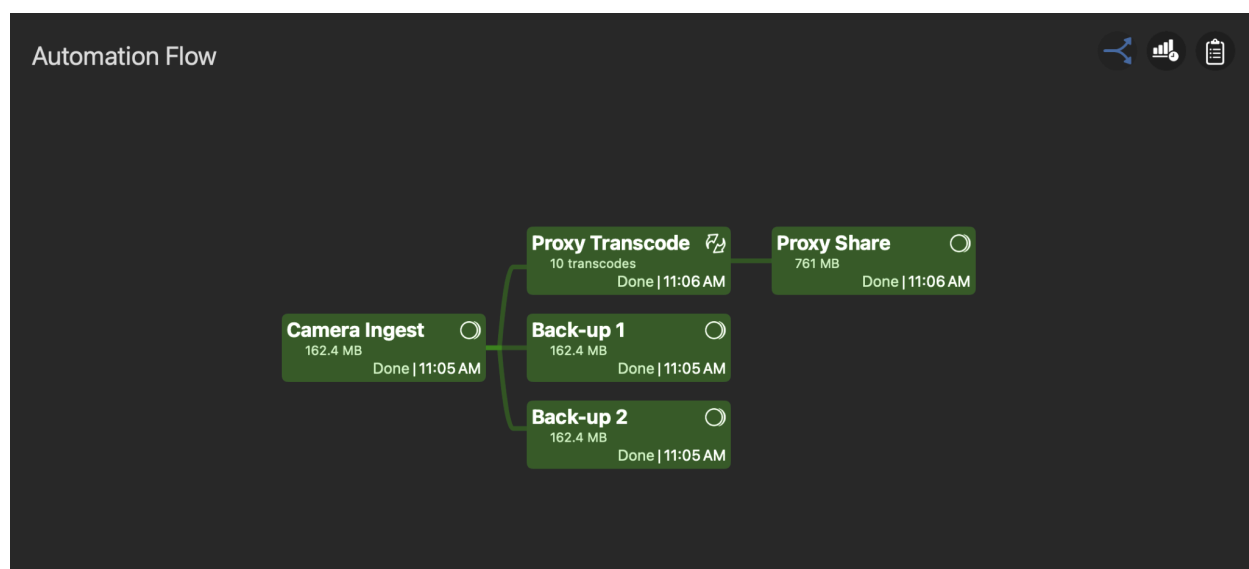 Automation Flow
Proxy Transcode
10 transcodes
Done | 11:06 AM
Proxy Share
761 MB
Done | 11:06 AM
Camera Ingest
162.4 MB
Done | 11:05 AM
Back-up 1
162.4 MB
Done | 11:05 AM
Back-up 2
162.4 MB
Done | 11:05 AM